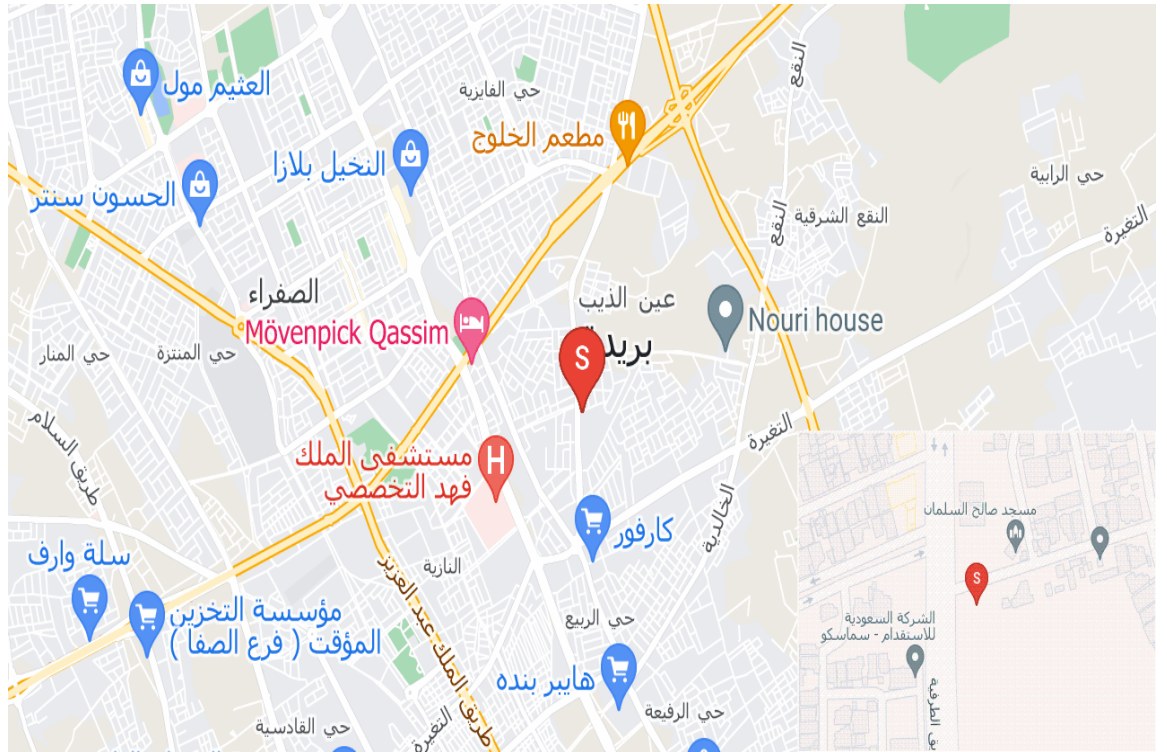 العثيم مول
حي الفايزية
النقع
مطعم الخلوج
النخيل بلازا
الحسون سنتر
حي الرابية
النقع الشرقية
النقع
التغيرة
الصفراء
عين الذيب
Mövenpick Qassim
Nouri house
بريدة
S
حي المنار
حي المنتزة
طريق السلام
التغيرة
مستشفى الملك
فهد التخصصي
H
الخالدية
كارفور
سلة وارف
النازية
مؤسسة التخزين
المؤقت ( فرع الصفا )
حي الربيع
طريق الملك عبد العزيز
هايبر بنده
حي الرفيعة
التغيرة
حي القادسية
مسجد صالح السلمان
S
الشركة السعودية
للاستقدام - سماسكو
الطرفية